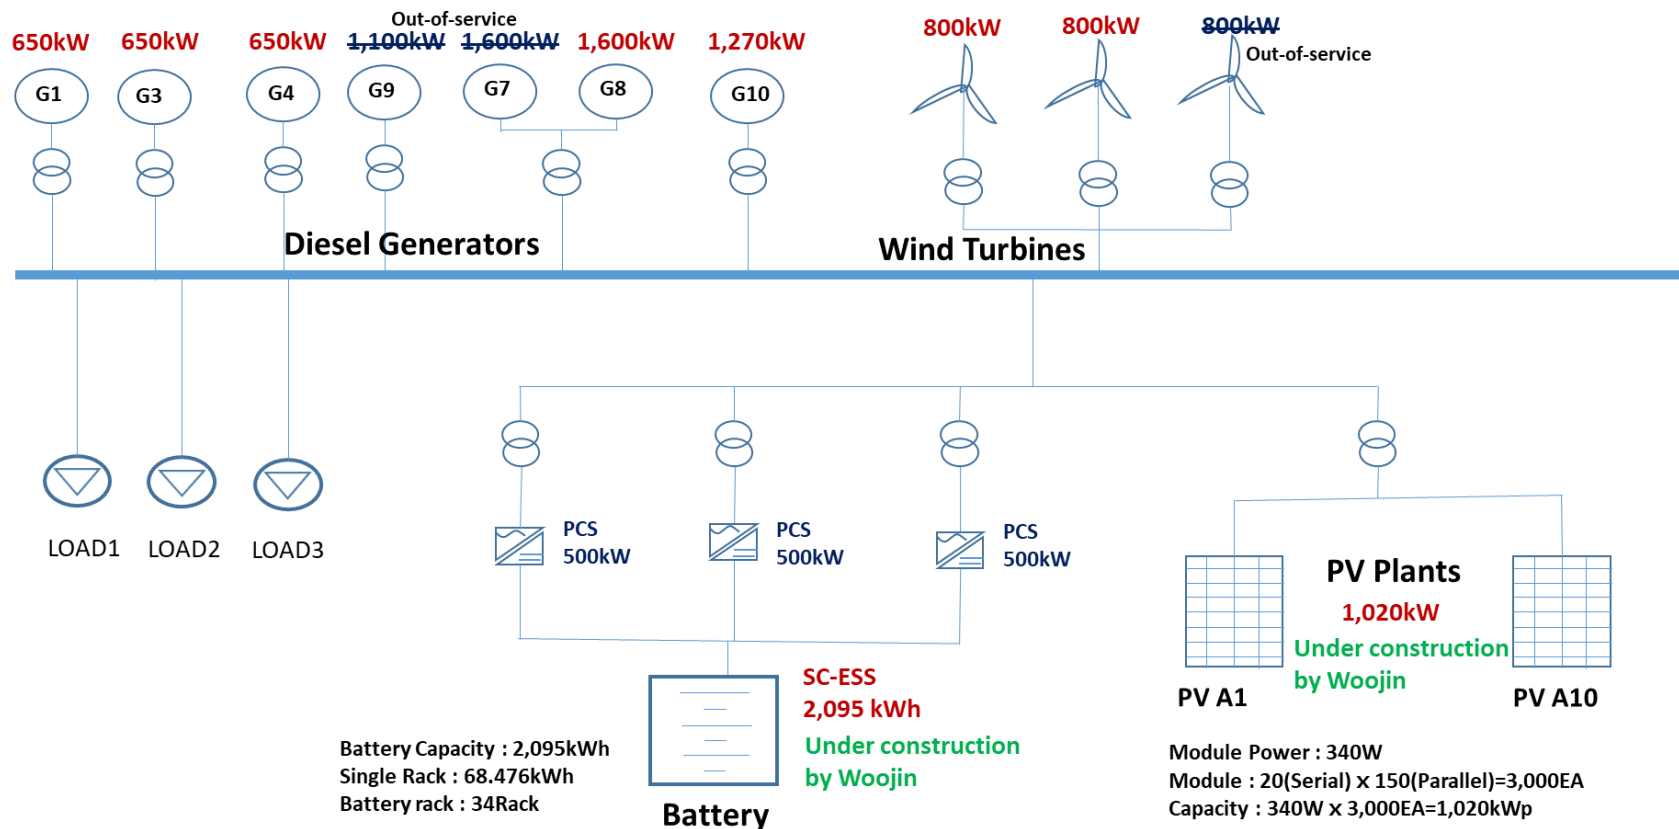 Out-of-service
650kW 650kW 650kW 1,100kW 1,600kW 1,600kW 1,270kW 800kW 800kW 800kW
Out-of-service
G1 G3 G4 G9 G7 G8 G10
Diesel Generators Wind Turbines
LOAD1 LOAD2 LOAD3
PCS
500kW
PCS
500kW
PCS
500kW
PV Plants
1,020kW
Under construction
by Woojin
PV A1 PV A10
SC-ESS
2,095 kWh
Under construction
by Woojin
Battery Capacity : 2,095kWh
Single Rack : 68.476kWh
Battery rack : 34Rack
Battery
Module Power : 340W
Module : 20(Serial) x 150(Parallel)=3,000EA
Capacity : 340W x 3,000EA=1,020kWp